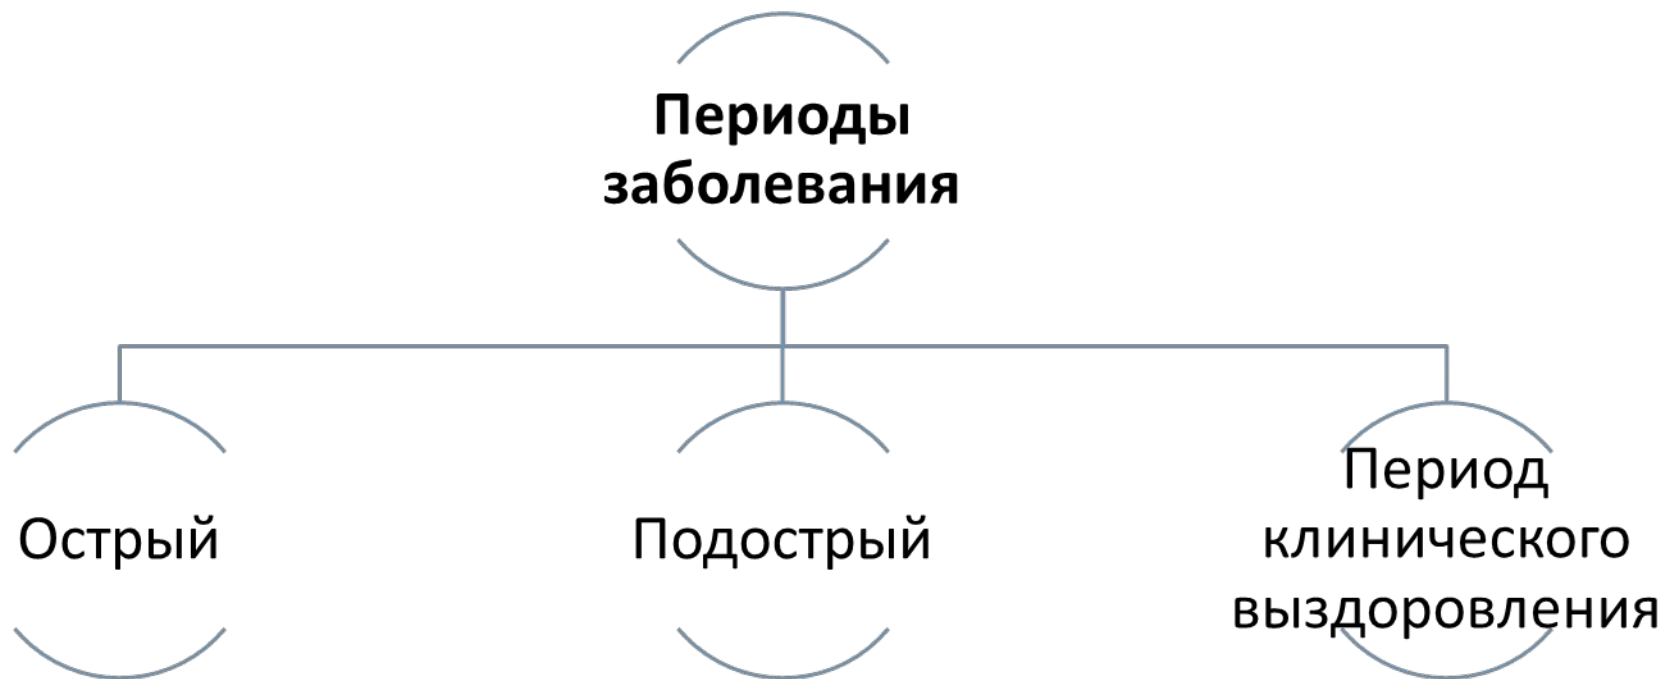 Периоды
заболевания
Острый
Подострый
Период
клинического
выздоровления